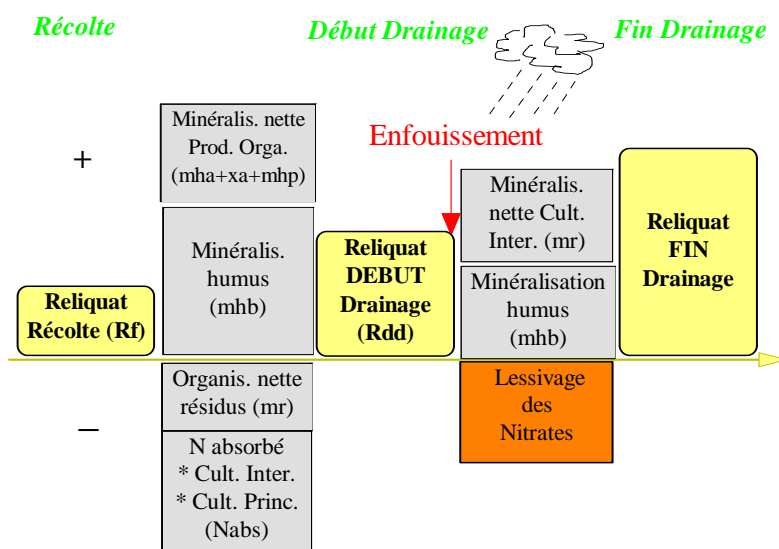 Récolte
Début Drainage
Fin Drainage
+
Minéralis. nette
Prod. Orga.
(mha+xa+mhp)
Enfouissement
Minéralis.
nette Cult.
Inter. (mr)
Minéralis.
humus
(mhb)
Reliquat
DEBUT
Drainage
(Rdd)
Reliquat
FIN
Drainage
Reliquat
Récolte (Rf)
Minéralisation
humus
(mhb)
–
Organis. nette
résidus (mr)
N absorbé
* Cult. Inter.
* Cult. Princ.
(Nabs)
Lessivage
des
Nitrates